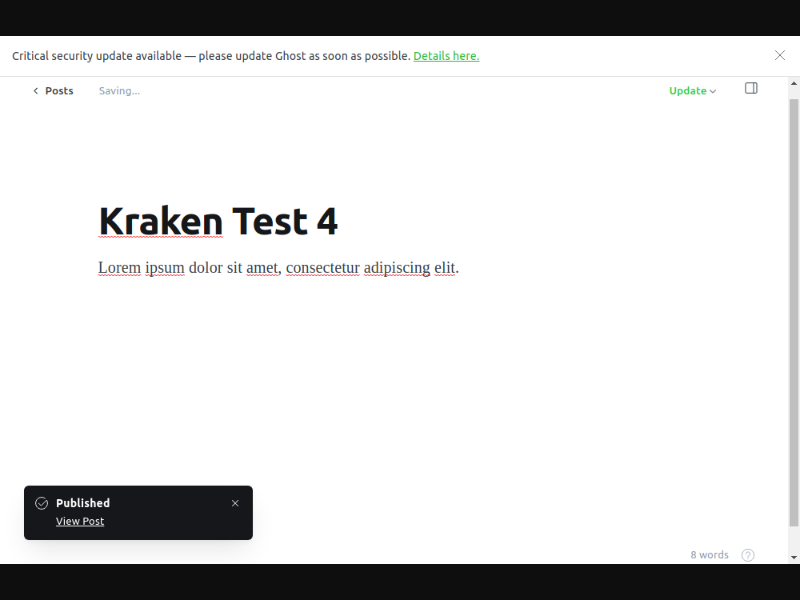 Critical security update available — please update Ghost as soon as possible. Details here.
Posts Saving... Update
Kraken Test 4
Lorem ipsum dolor sit amet, consectetur adipiscing elit.
Published
View Post
8 words